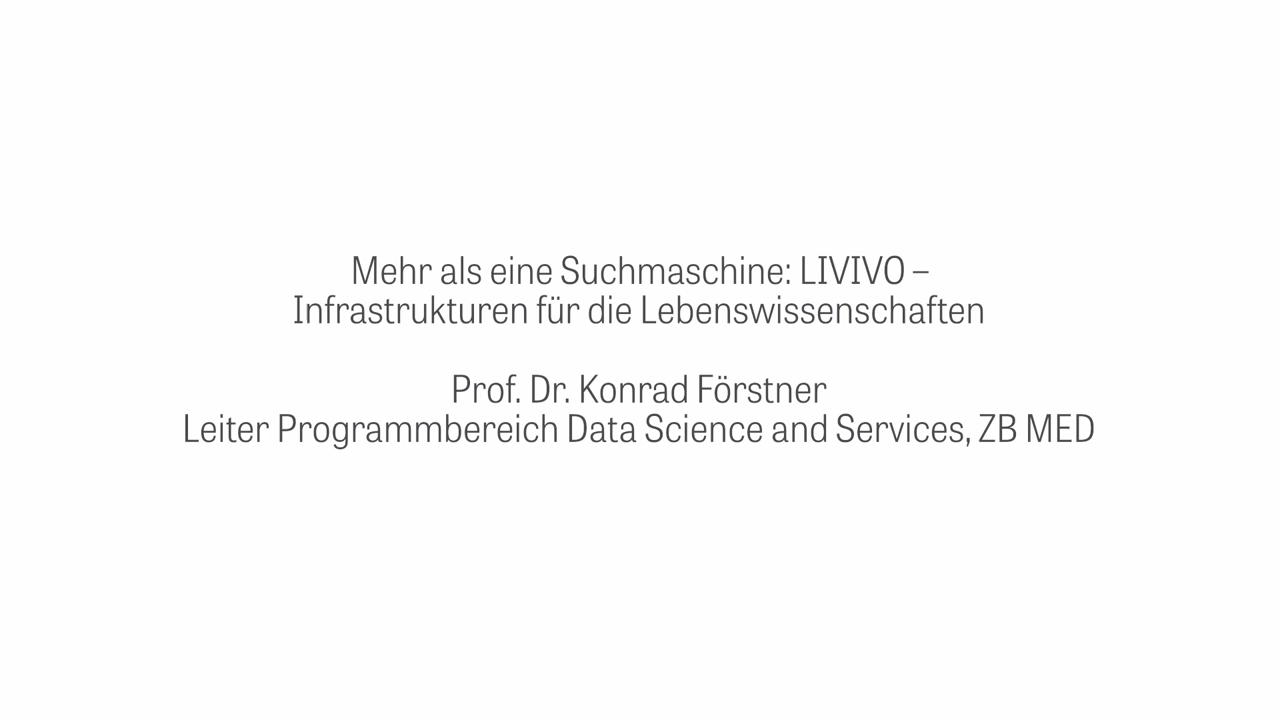 Mehr als eine Suchmaschine: LIVIVO –
Infrastrukturen für die Lebenswissenschaften
Prof. Dr. Konrad Förstner
Leiter Programmbereich Data Science and Services, ZB MED